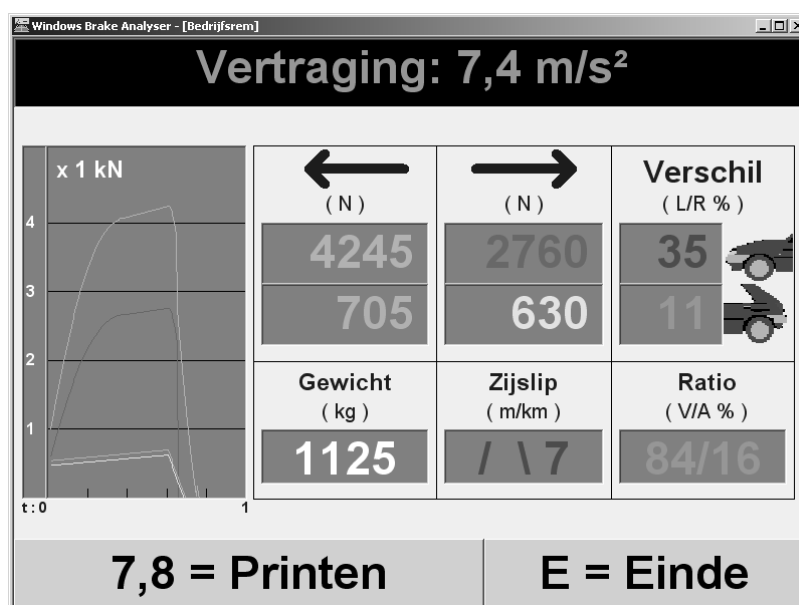 Windows Brake Analyser - [Bedrijfsrem]
Vertraging: 7,4 m/s²
x 1 kN
4
3
2
1
t : 0
1
( N )
( N )
Verschil
( L/R % )
4245
2760
35
705
630
11
Gewicht
( kg )
Zijslip
( m/km )
Ratio
( V/A % )
1125
/ \ 7
84/16
7,8 = Printen
E = Einde